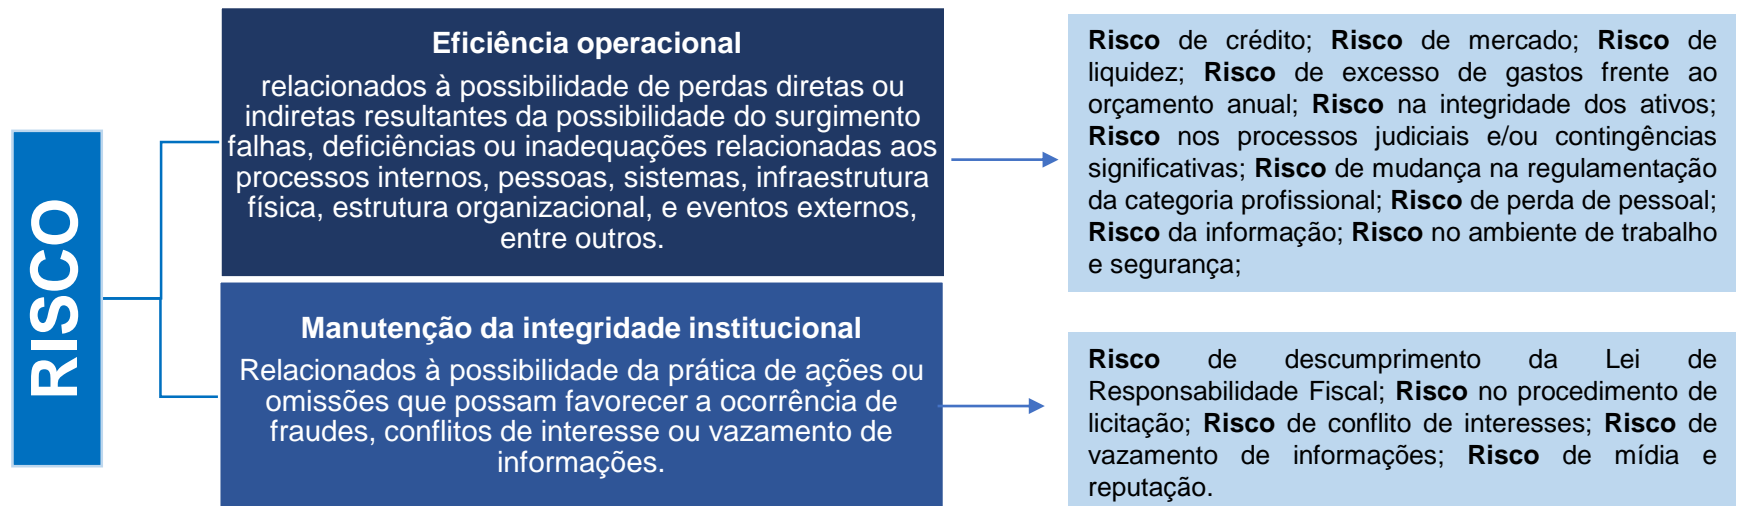 RISCO
Eficiência operacional
relacionados à possibilidade de perdas diretas ou
indiretas resultantes da possibilidade do surgimento
falhas, deficiências ou inadequações relacionadas aos
processos internos, pessoas, sistemas, infraestrutura
física, estrutura organizacional, e eventos externos,
entre outros.
Risco de crédito; Risco de mercado; Risco de
liquidez; Risco de excesso de gastos frente ao
orçamento anual; Risco na integridade dos ativos;
Risco nos processos judiciais e/ou contingências
significativas; Risco de mudança na regulamentação
da categoria profissional; Risco de perda de pessoal;
Risco da informação; Risco no ambiente de trabalho
e segurança;
Manutenção da integridade institucional
Relacionados à possibilidade da prática de ações ou
omissões que possam favorecer a ocorrência de
fraudes, conflitos de interesse ou vazamento de
informações.
Risco de descumprimento da Lei de
Responsabilidade Fiscal; Risco no procedimento de
licitação; Risco de conflito de interesses; Risco de
vazamento de informações; Risco de mídia e
reputação.